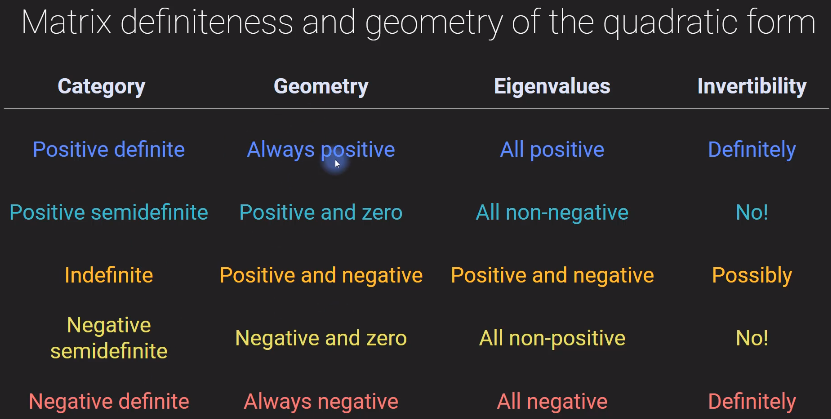 Matrix definiteness and geometry of the quadratic form
Category Geometry Eigenvalues Invertibility
Positive definite Always positive All positive Definitely
Positive semidefinite Positive and zero All non-negative No!
Indefinite Positive and negative Positive and negative Possibly
Negative
semidefinite Negative and zero All non-positive No!
Negative definite Always negative All negative Definitely